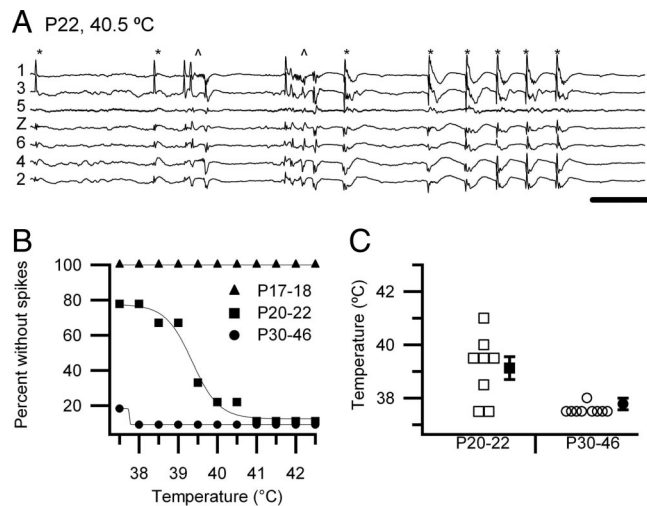 A P22, 40.5 ºC
* * ^ ^ * * * * * *
1
3
5
Z
6
4
2
B
Percent without spikes
100
80
60
40
20
P17-18
P20-22
P30-46
38 39 40 41 42
Temperature (°C)
C
Temperature (ºC)
42
40
38
P20-22 P30-46